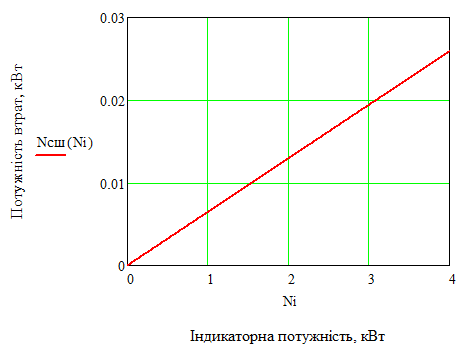 Потужність втрат, кВт
Nсш(Ni)
0.03
0.02
0.01
0
0 1 2 3 4
Ni
Індикаторна потужність, кВт